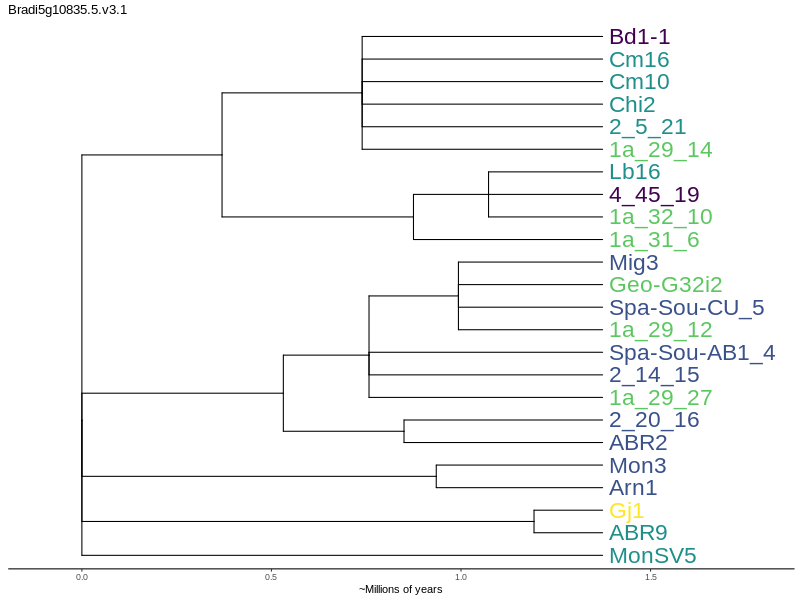 Bradi5g10835.5.v3.1
Bd1-1
Cm16
Cm10
Chi2
2_5_21
1a_29_14
Lb16
4_45_19
1a_32_10
1a_31_6
Mig3
Geo-G32i2
Spa-Sou-CU_5
1a_29_12
Spa-Sou-AB1_4
2_14_15
1a_29_27
2_20_16
ABR2
Mon3
Arn1
Gj1
ABR9
MonSV5
0.0 0.5 1.0 1.5
~Millions of years